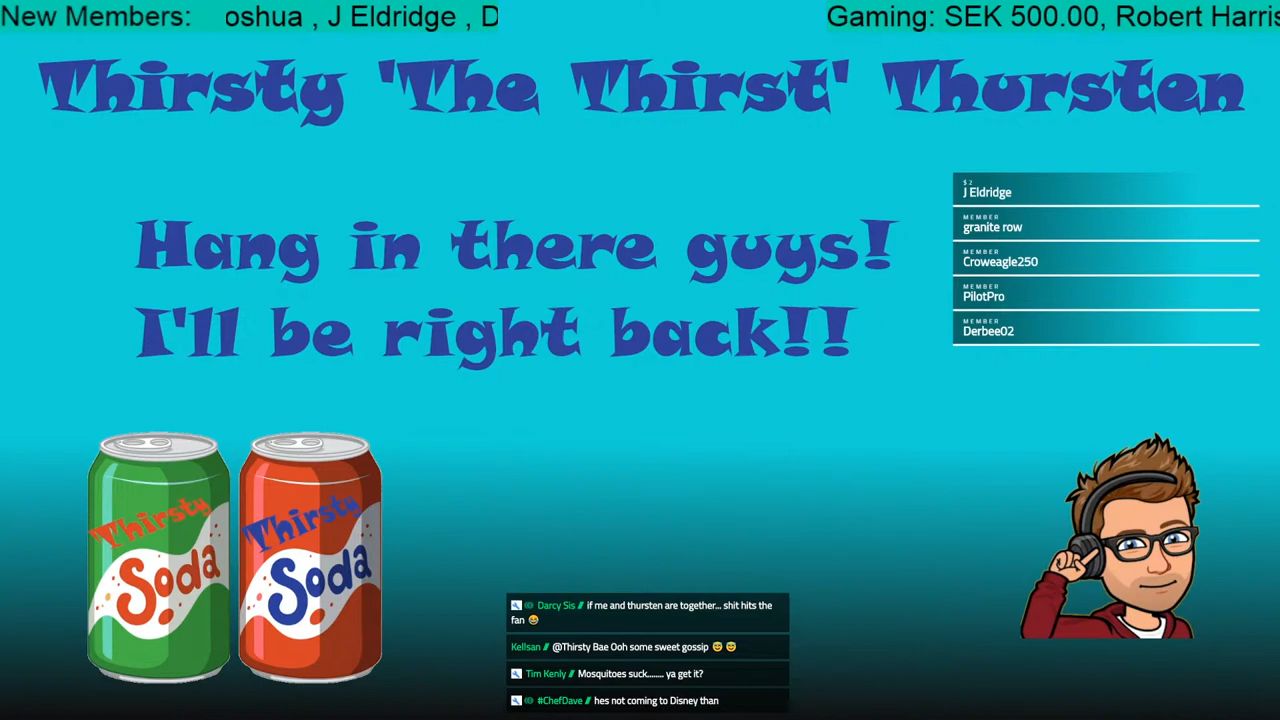 New Members: oshua , J Eldridge , D
Gaming: SEK 500.00, Robert Harris
Thirsty 'The Thirst' Thursten
Hang in there guys!
I'll be right back!!
$ 2
J Eldridge
MEMBER
granite row
MEMBER
Croweagle250
MEMBER
PilotPro
MEMBER
Derbee02
Thirsty
Soda
Thirsty
Soda
Darcy Sis // if me and thursten are together... shit hits the
fan 😆
Kellsan // @Thirsty Bae Ooh some sweet gossip 😅 😅
Tim Kenly // Mosquitoes suck........ ya get it?
#ChefDave // hes not coming to Disney than